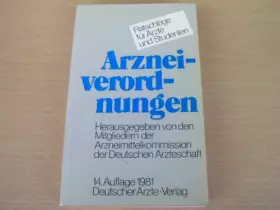 Ratschläge
für Ärzte
und Studenten
Arznei-
verord-
nungen
Herausgegeben von den
Mitgliedern der
Arzneimittelkommission
der Deutschen Ärzteschaft
14. Auflage 1981
Deutscher Ärzte-Verlag